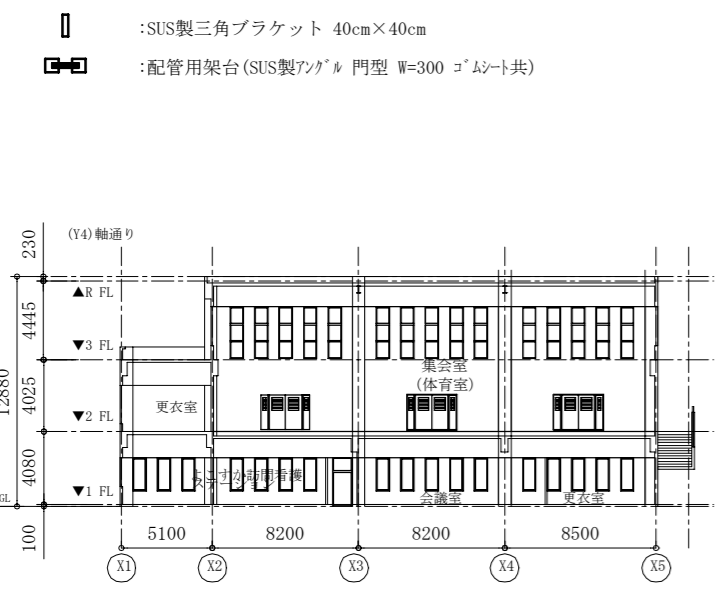 :SUS製三角ブラケット 40cm×40cm
:配管用架台(SUS製ｱﾝｸﾞﾙ 門型 W=300 ｺﾞﾑｼｰﾄ共)
(Y4)軸通り
230
▲R FL
4445
▼3 FL
集会室
(体育室)
12880
4025
更衣室
▼2 FL
4080
よこすか訪問看護
ステーション
▼1 FL
会議室
更衣室
GL
100
5100
8200
8200
8500
X1
X2
X3
X4
X5